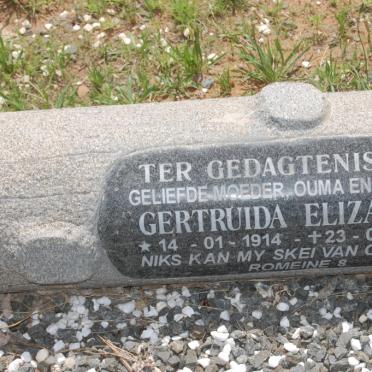 TER GEDAGTENIS
GELIEFDE MOEDER, OUMA EN
GERTRUIDA ELIZA
★ 14 - 01 - 1914 - ✝ 23 - 0
NIKS KAN MY SKEI VAN
ROMEINE 8